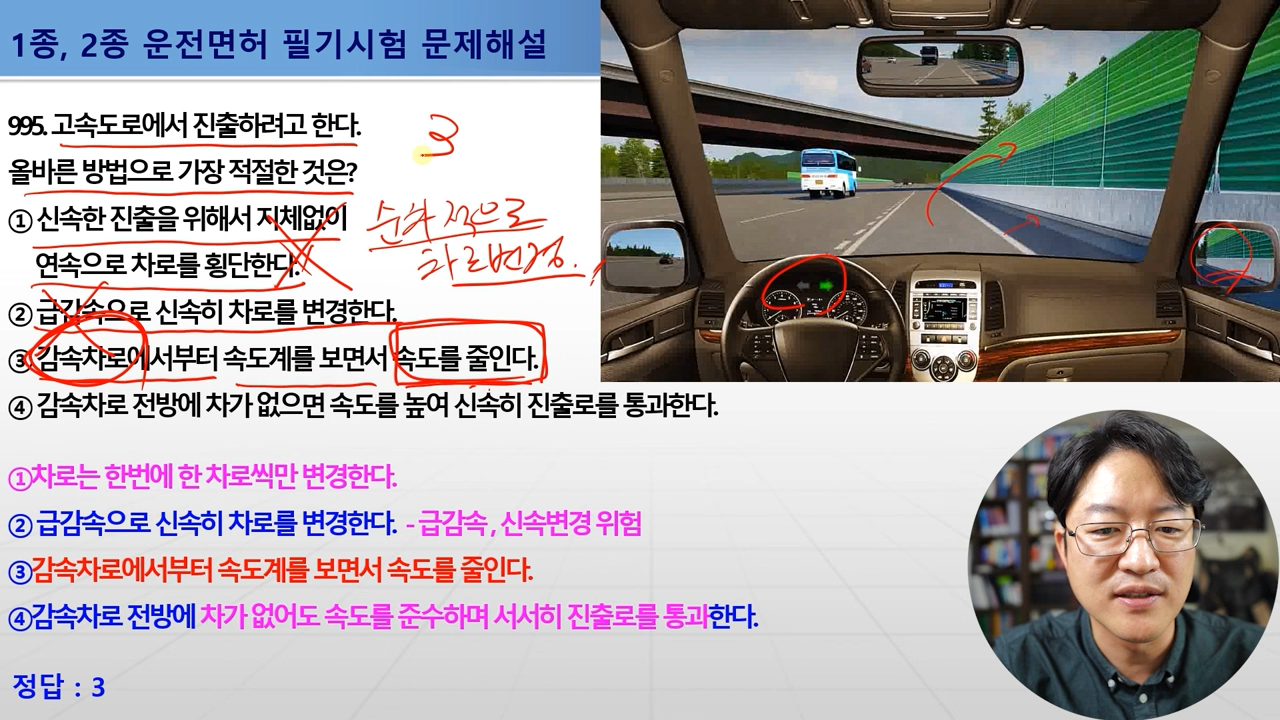 1종, 2종 운전면허 필기시험 문제해설
995. 고속도로에서 진출하려고 한다.
올바른 방법으로 가장 적절한 것은?
① 신속한 진출을 위해서 지체없이
연속으로 차로를 횡단한다.
② 급감속으로 신속히 차로를 변경한다.
③ 감속차로에서부터 속도계를 보면서 속도를 줄인다.
④ 감속차로 전방에 차가 없으면 속도를 높여 신속히 진출로를 통과한다.
3
순차적으로
차로변경.
①차로는 한번에 한 차로씩만 변경한다.
② 급감속으로 신속히 차로를 변경한다. - 급감속 , 신속변경 위험
③감속차로에서부터 속도계를 보면서 속도를 줄인다.
④감속차로 전방에 차가 없어도 속도를 준수하며 서서히 진출로를 통과한다.
정답 : 3